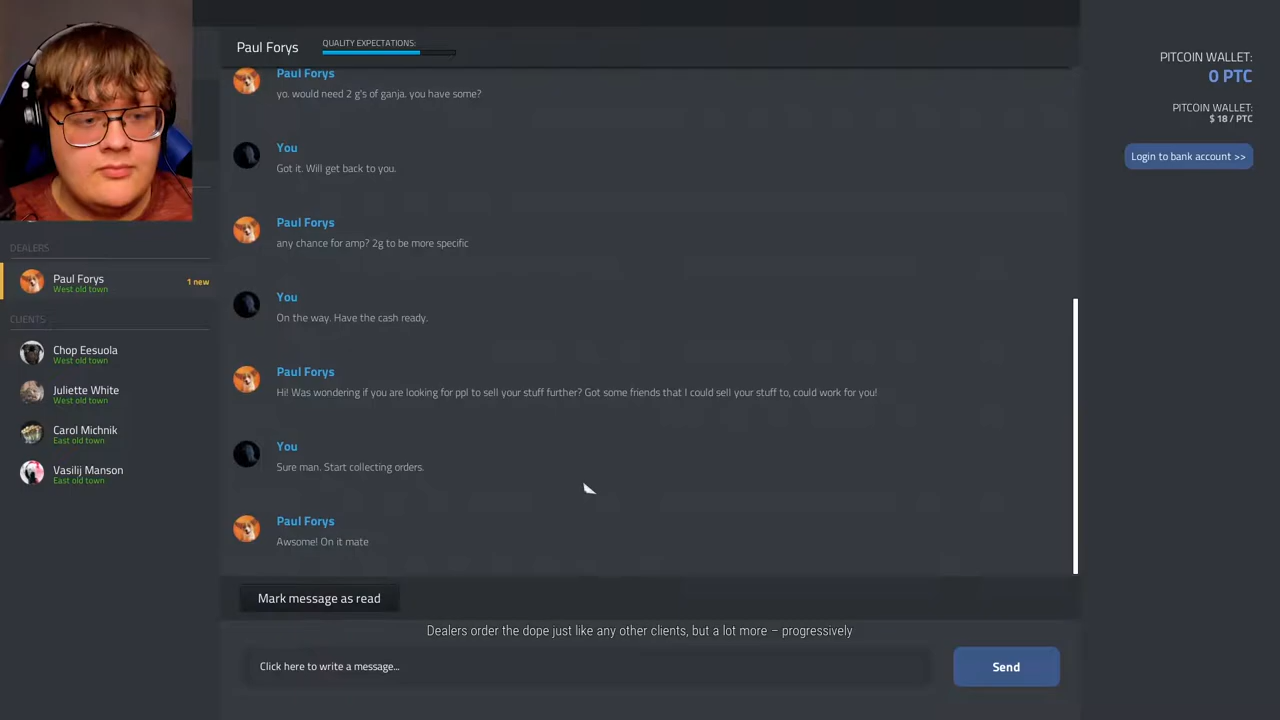 Paul Forys
QUALITY EXPECTATIONS:
PITCOIN WALLET:
0 PTC
PITCOIN WALLET:
$ 18 / PTC
Login to bank account >>
DEALERS
Paul Forys
West old town
1 new
CLIENTS
Chop Eesuola
West old town
Juliette White
West old town
Carol Michnik
East old town
Vasilij Manson
East old town
Paul Forys
yo. would need 2 g's of ganja. you have some?
You
Got it. Will get back to you.
Paul Forys
any chance for amp? 2g to be more specific
You
On the way. Have the cash ready.
Paul Forys
Hi! Was wondering if you are looking for ppl to sell your stuff further? Got some friends that I could sell your stuff to, could work for you!
You
Sure man. Start collecting orders.
Paul Forys
Awsome! On it mate
Mark message as read
Dealers order the dope just like any other clients, but a lot more – progressively
Click here to write a message...
Send